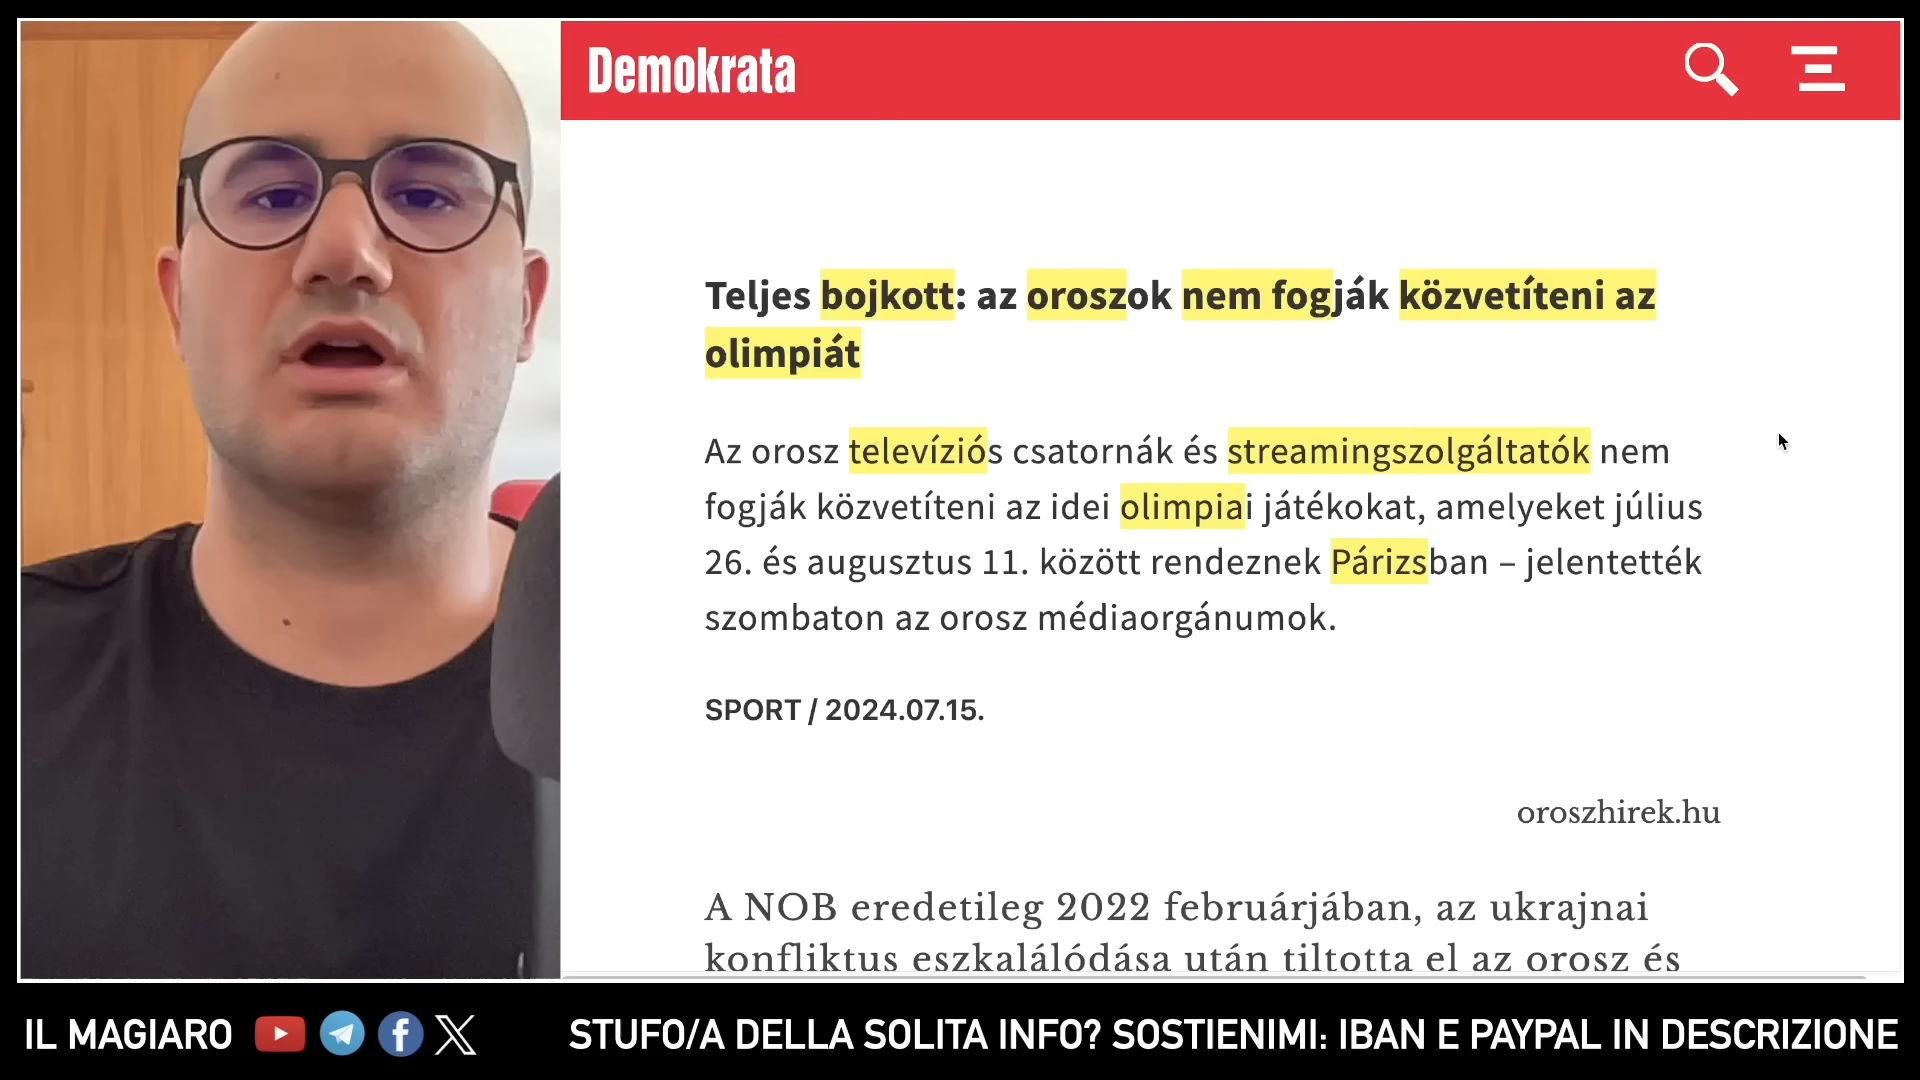 Demokrata
Teljes bojkott: az oroszok nem fogják közvetíteni az
olimpiát
Az orosz televíziós csatornák és streamingszolgáltatók nem
fogják közvetíteni az idei olimpiai játékokat, amelyeket július
26. és augusztus 11. között rendeznek Párizsban – jelentették
szombaton az orosz médiaorgánumok.
SPORT / 2024.07.15.
oroszhirek.hu
A NOB eredetileg 2022 februárjában, az ukrajnai
konfliktus eszkalálódása után tiltotta el az orosz és
IL MAGIARO
STUFO/A DELLA SOLITA INFO? SOSTIENIMI: IBAN E PAYPAL IN DESCRIZIONE